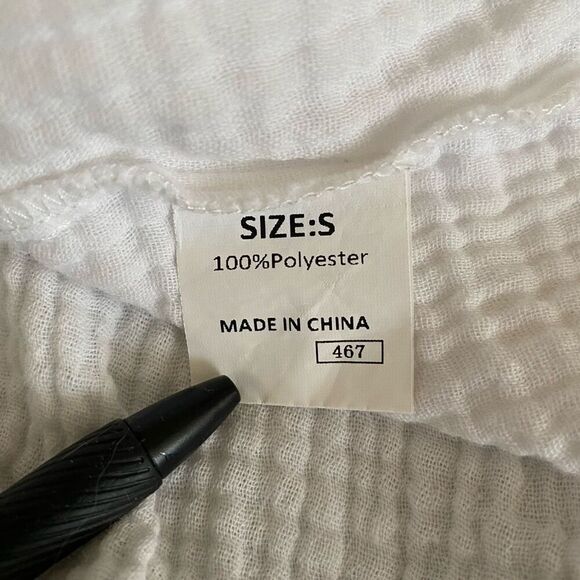 SIZE:S
100%Polyester
MADE IN CHINA
467